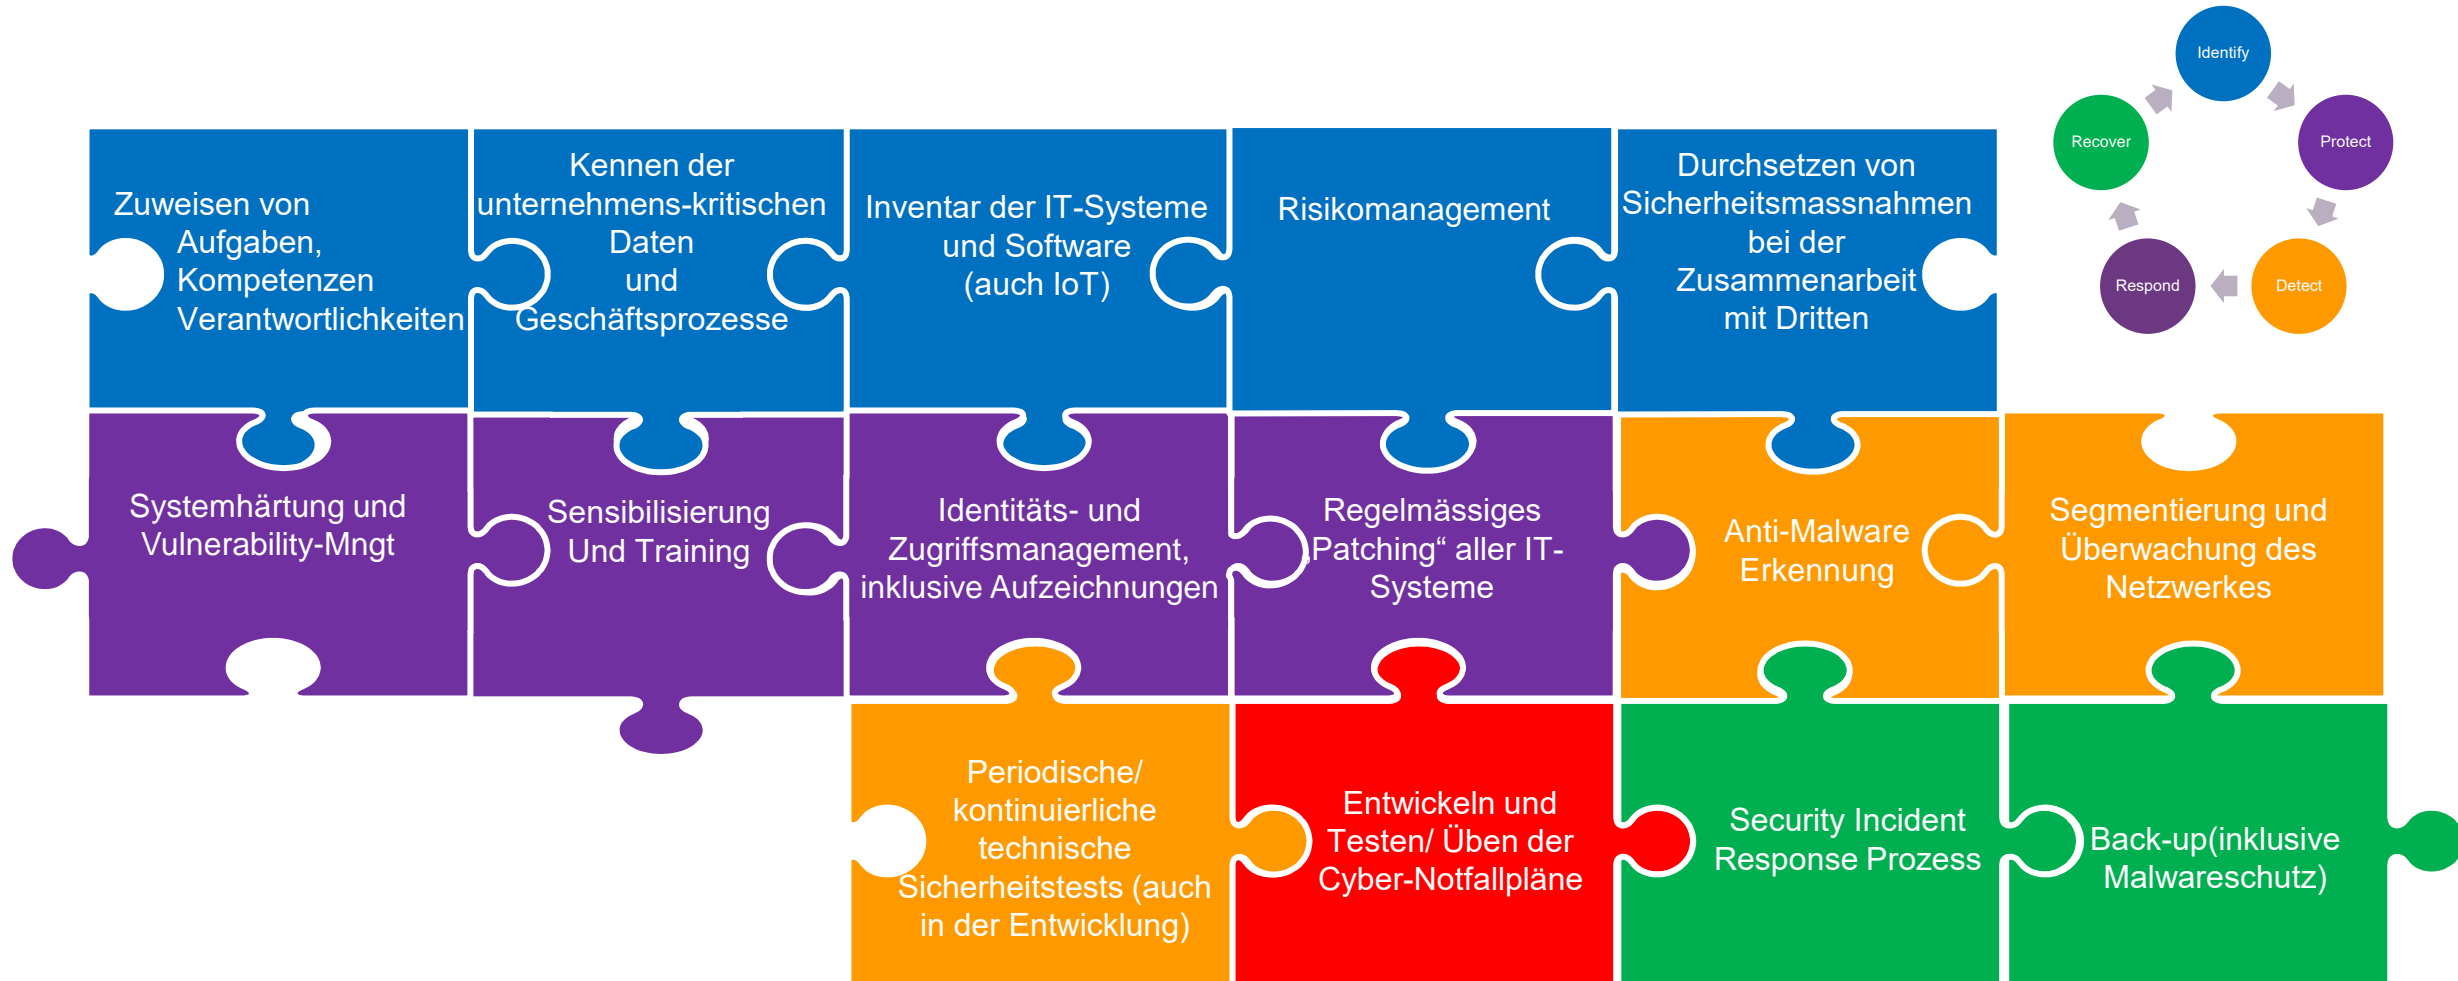 Identify
Protect
Detect
Respond
Recover
Zuweisen von
Aufgaben,
Kompetenzen
Verantwortlichkeiten
Kennen der
unternehmens-kritischen
Daten
und
Geschäftsprozesse
Inventar der IT-Systeme
und Software
(auch IoT)
Risikomanagement
Durchsetzen von
Sicherheitsmassnahmen
bei der
Zusammenarbeit
mit Dritten
Systemhärtung und
Vulnerability-Mngt
Sensibilisierung
Und Training
Identitäts- und
Zugriffsmanagement,
inklusive Aufzeichnungen
Regelmässiges
„Patching“ aller IT-
Systeme
Anti-Malware
Erkennung
Segmentierung und
Überwachung des
Netzwerkes
Periodische/
kontinuierliche
technische
Sicherheitstests (auch
in der Entwicklung)
Entwickeln und
Testen/ Üben der
Cyber-Notfallpläne
Security Incident
Response Prozess
Back-up(inklusive
Malwareschutz)